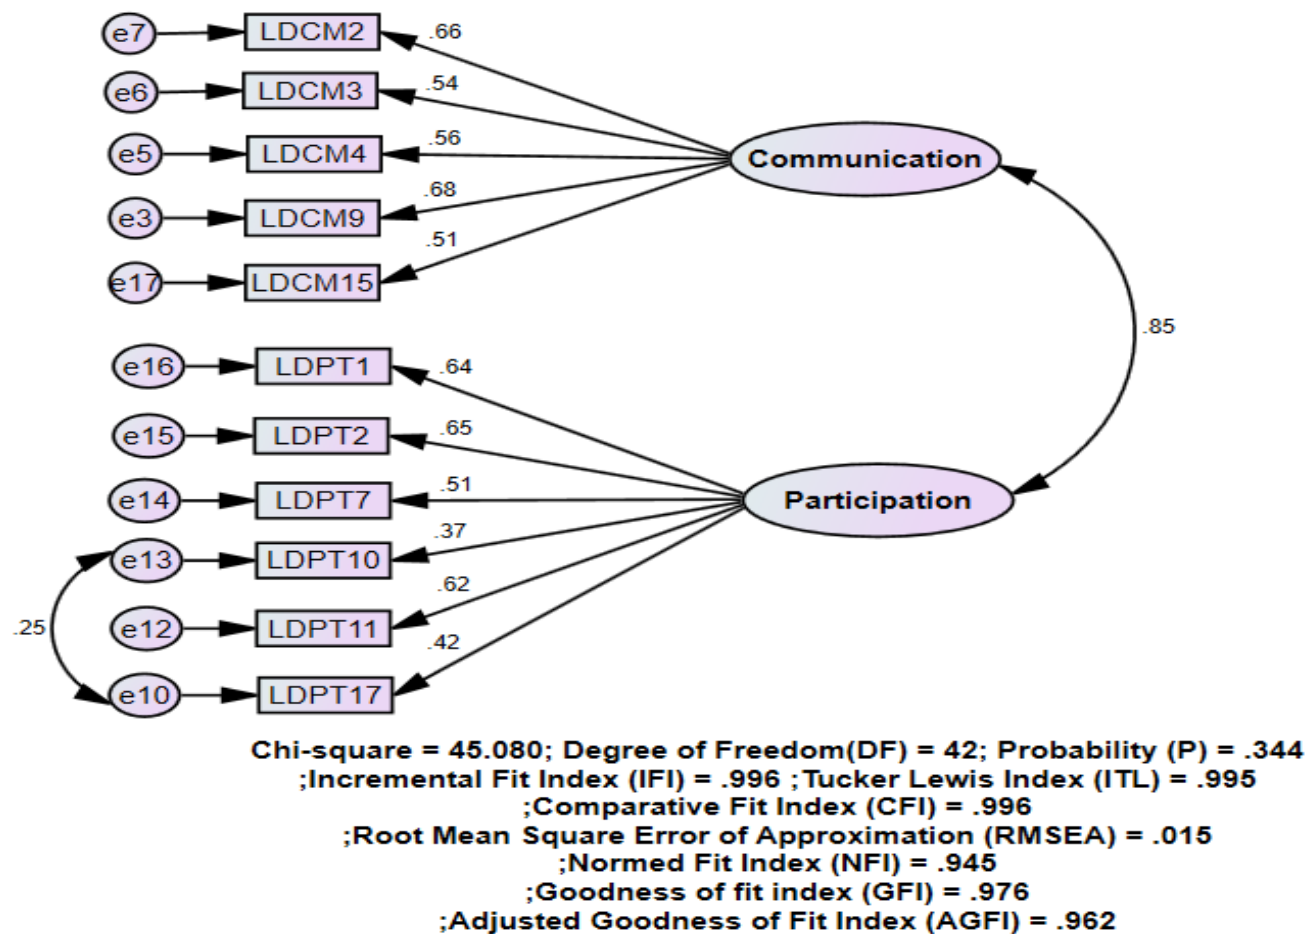 e7 LDCM2 .66
e6 LDCM3 .54
e5 LDCM4 .56
Communication
e3 LDCM9 .68
e17 LDCM15 .51
.85
e16 LDPT1 .64
e15 LDPT2 .65
e14 LDPT7 .51
Participation
e13 LDPT10 .37
.25
e12 LDPT11 .62
e10 LDPT17 .42
Chi-square = 45.080; Degree of Freedom(DF) = 42; Probability (P) = .344
;Incremental Fit Index (IFI) = .996 ;Tucker Lewis Index (ITL) = .995
;Comparative Fit Index (CFI) = .996
;Root Mean Square Error of Approximation (RMSEA) = .015
;Normed Fit Index (NFI) = .945
;Goodness of fit index (GFI) = .976
;Adjusted Goodness of Fit Index (AGFI) = .962